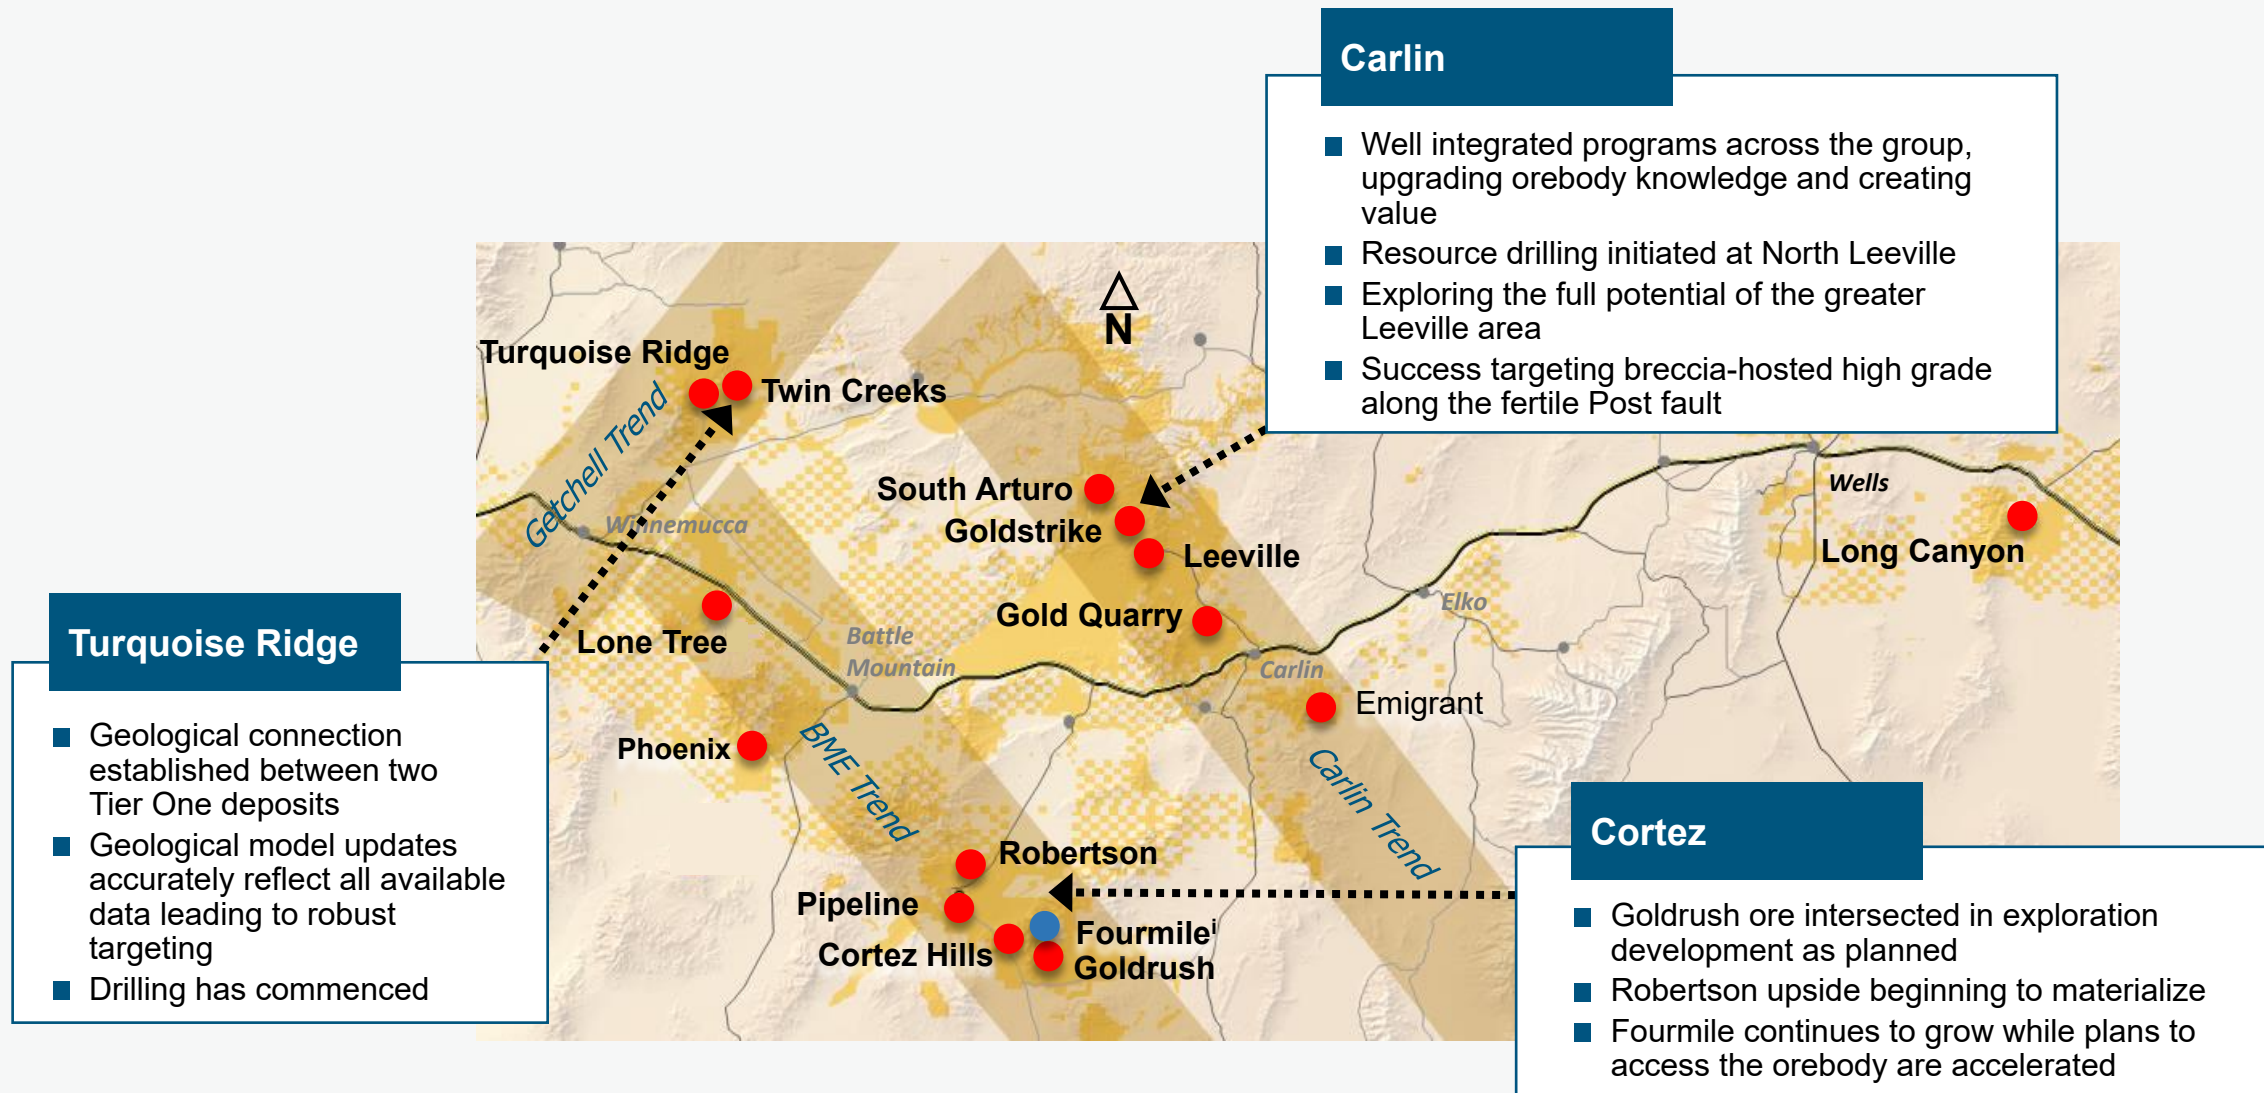 Carlin
Well integrated programs across the group,
upgrading orebody knowledge and creating
value
Resource drilling initiated at North Leeville
Exploring the full potential of the greater
Leeville area
Success targeting breccia-hosted high grade
along the fertile Post fault
N
Turquoise Ridge
Twin Creeks
Getchell Trend
Winnemucca
South Arturo
Goldstrike
Leeville
Gold Quarry
Wells
Long Canyon
Elko
Lone Tree
Battle
Mountain
Carlin
Emigrant
Phoenix
BME Trend
Carlin Trend
Robertson
Pipeline
Cortez Hills
Fourmileⁱ
Goldrush
Turquoise Ridge
Geological connection
established between two
Tier One deposits
Geological model updates
accurately reflect all available
data leading to robust
targeting
Drilling has commenced
Cortez
Goldrush ore intersected in exploration
development as planned
Robertson upside beginning to materialize
Fourmile continues to grow while plans to
access the orebody are accelerated